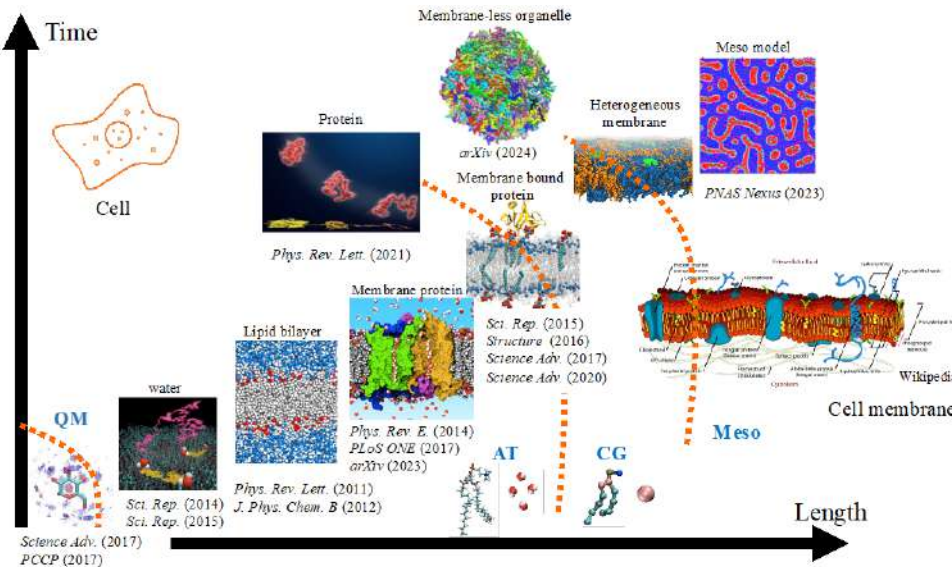 Time
Membrane-less organelle
Meso model
Heterogeneous
membrane
Protein
arXiv (2024)
Cell
Membrane bound
protein
PNAS Nexus (2023)
Phys. Rev. Lett. (2021)
Membrane protein
Lipid bilayer
Sci. Rep. (2015)
Structure (2016)
Science Adv. (2017)
Science Adv. (2020)
Wikipedia
Cell membrane
water
QM
Phys. Rev. E. (2014)
PLoS ONE (2017)
arXiv (2023)
AT
CG
Meso
Phys. Rev. Lett. (2011)
J. Phys. Chem. B (2012)
Sci. Rep. (2014)
Sci. Rep. (2015)
Length
Science Adv. (2017)
PCCP (2017)